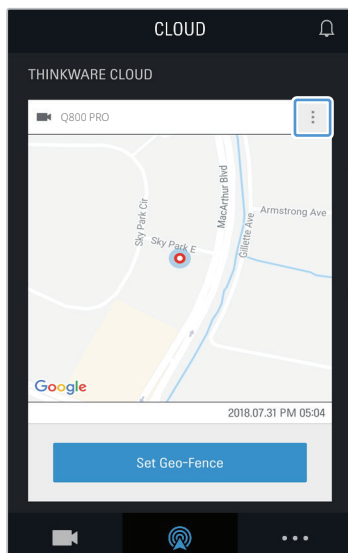 CLOUD
THINKWARE CLOUD
Q800 PRO
MacArthur Blvd
Sky Park Cir
Armstrong Ave
Gillette Ave
Sky Park E
Google
2018.07.31 PM 05:04
Set Geo-Fence